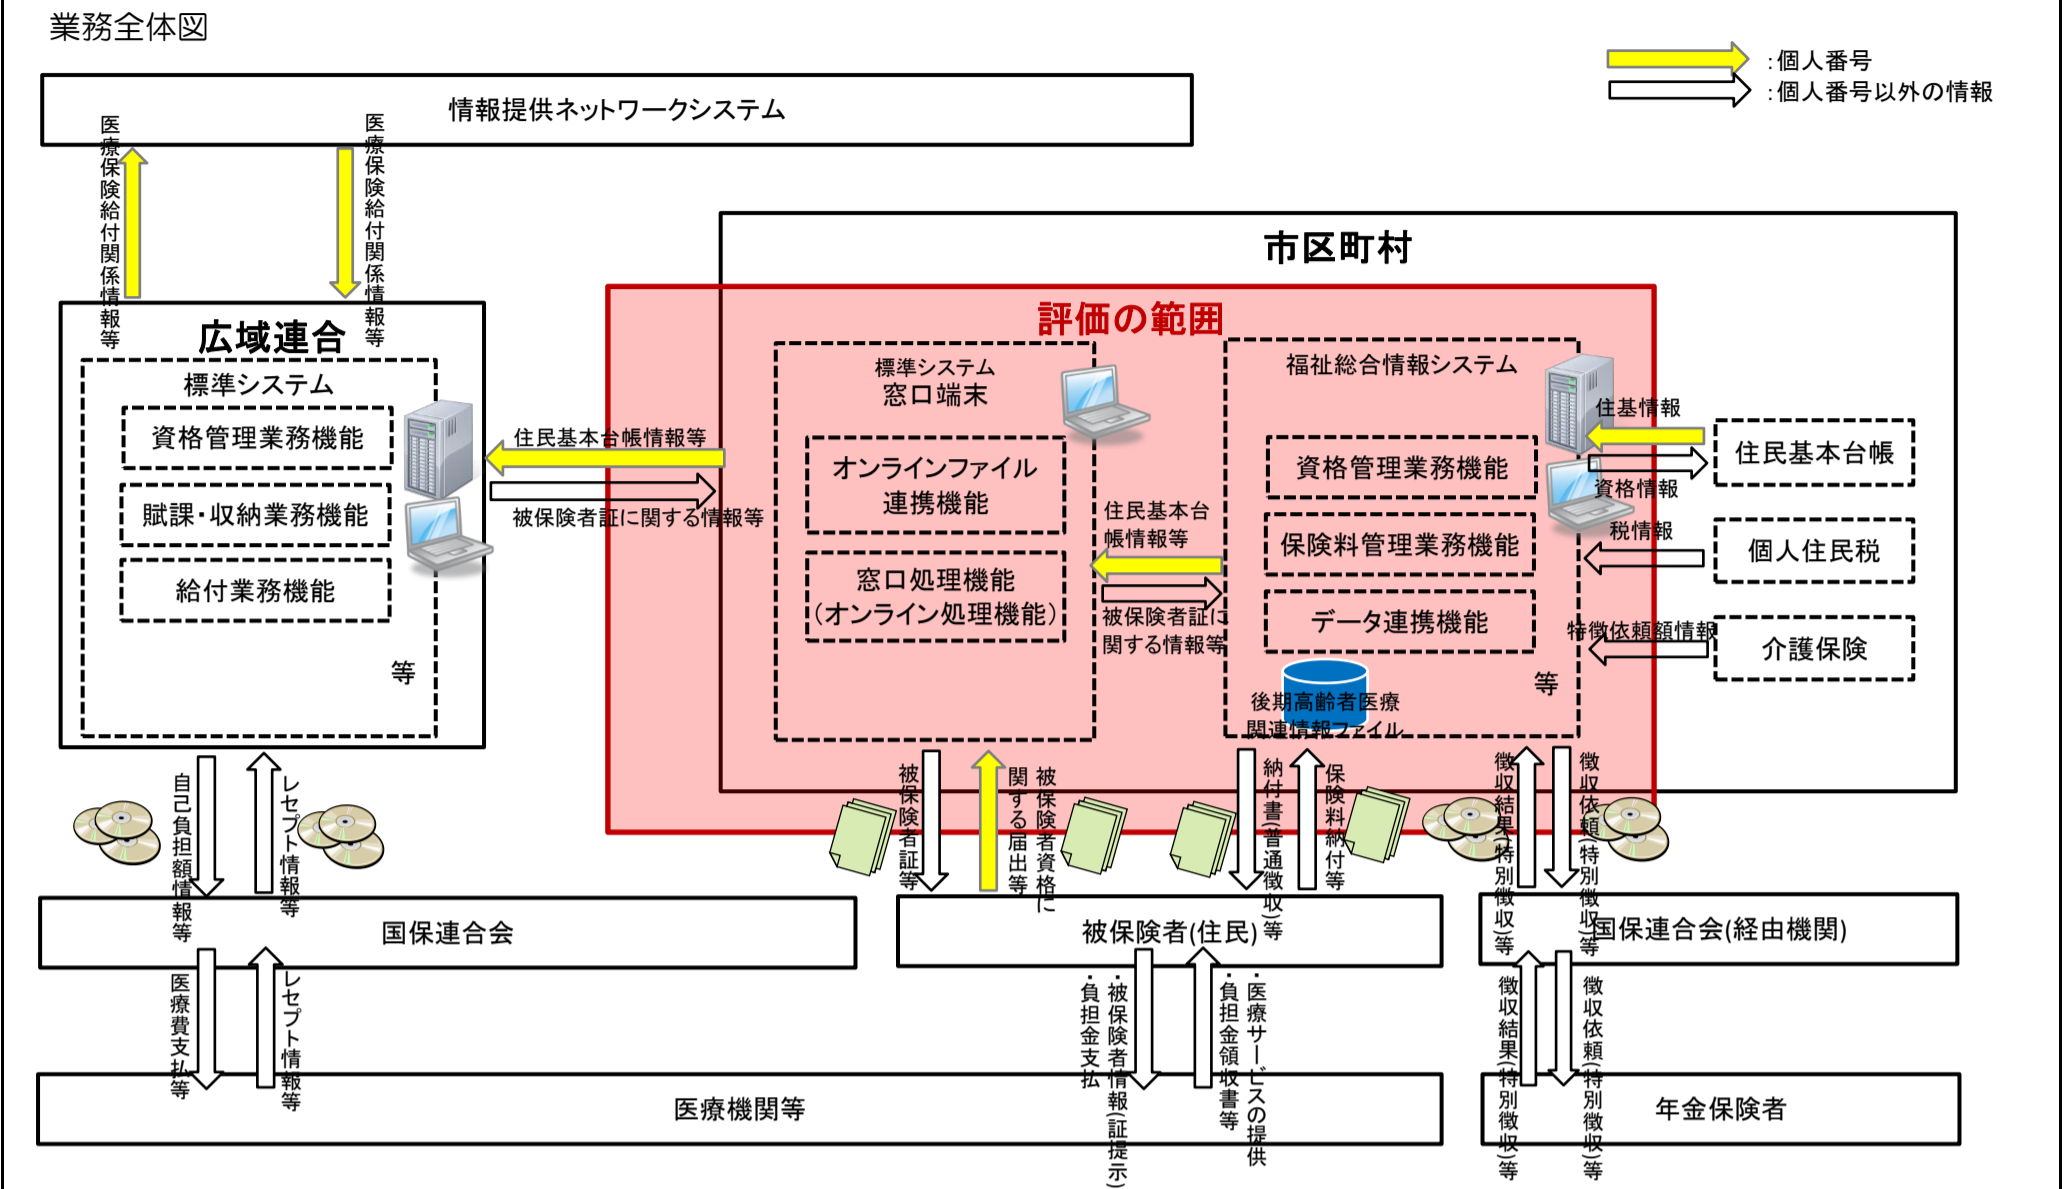 業務全体図
：個人番号
：個人番号以外の情報
情報提供ネットワークシステム
医療保険給付関係情報等
医療保険給付関係情報等
市区町村
評価の範囲
広域連合
標準システム
資格管理業務機能
賦課・収納業務機能
給付業務機能
等
住民基本台帳情報等
被保険者証に関する情報等
標準システム
窓口端末
オンラインファイル
連携機能
窓口処理機能
（オンライン処理機能）
住民基本台
帳情報等
被保険者証に
関する情報等
福祉総合情報システム
資格管理業務機能
保険料管理業務機能
データ連携機能
等
後期高齢者医療
関連情報ファイル
住基情報
資格情報
税情報
特徴依頼額情報
住民基本台帳
個人住民税
介護保険
自己負担額情報等
レセプト情報等
被保険者証等
被保険者資格に
関する届出等
納付書(普通徴収)等
保険料納付等
徴収結果(特別徴収)等
徴収依頼(特別徴収)等
国保連合会
被保険者(住民)
国保連合会(経由機関)
医療費支払等
レセプト情報等
・被保険者情報(証提示)
・負担金支払
・医療サービスの提供
・負担金領収書等
徴収結果(特別徴収)等
徴収依頼(特別徴収)等
医療機関等
年金保険者